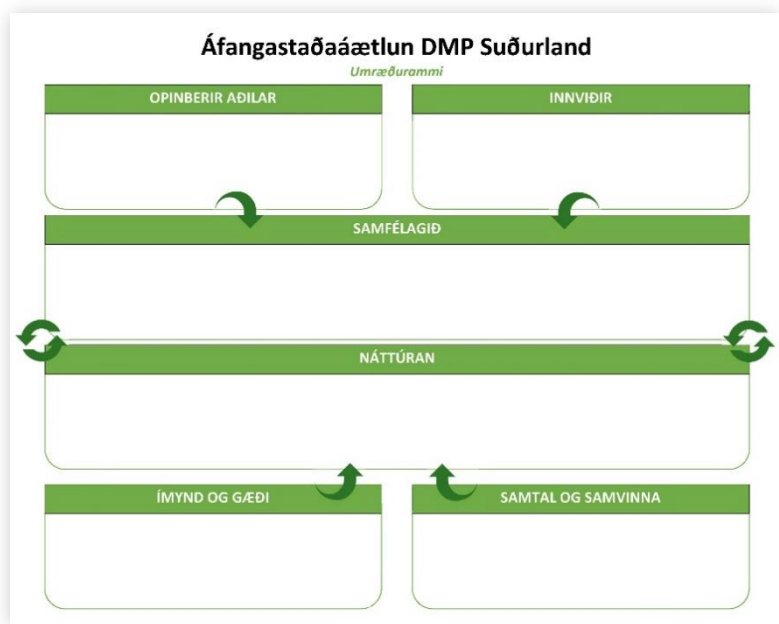 Áfangastaðaáætlun DMP Suðurland
Umræðurammi
OPINBERIR AÐILAR
INNVIÐIR
SAMFÉLAGIÐ
NÁTTÚRAN
ÍMYND OG GÆÐI
SAMTAL OG SAMVINNA